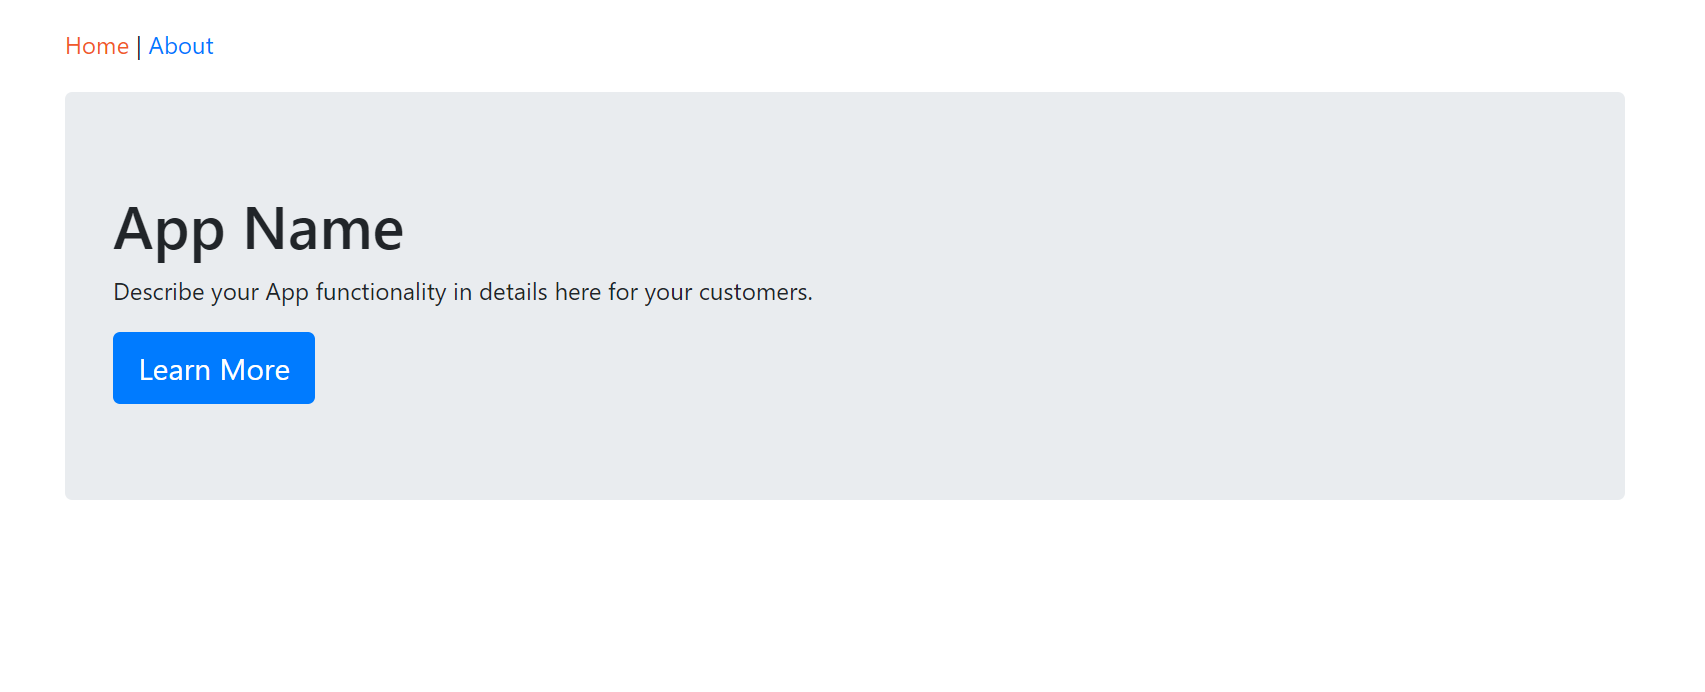 Home | About
App Name
Describe your App functionality in details here for your customers.
Learn More